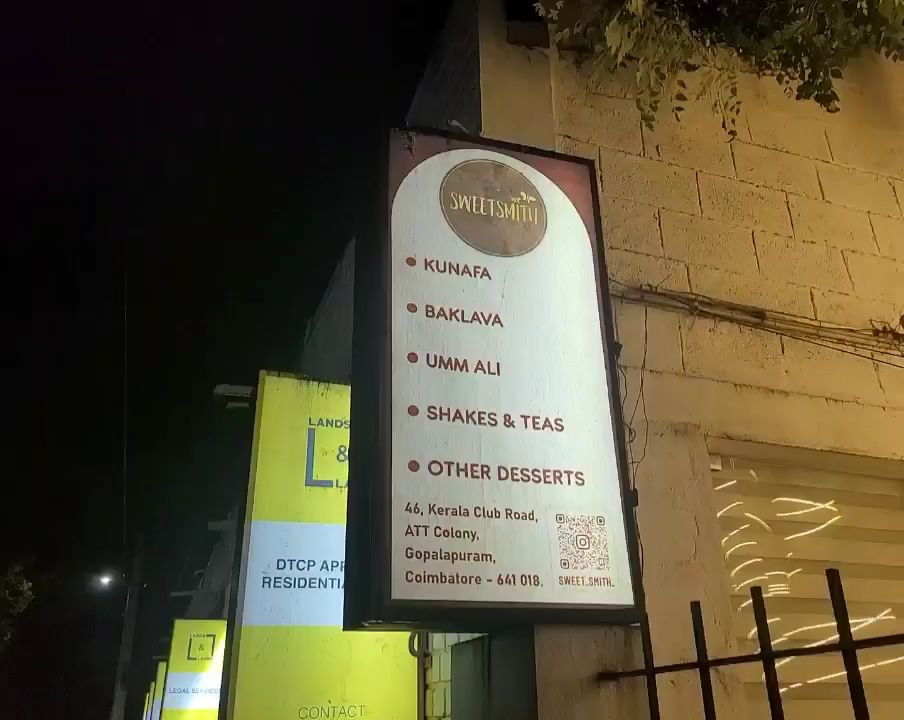 SWEETSMITH
KUNAFA
BAKLAVA
UMM ALI
SHAKES & TEAS
OTHER DESSERTS
46, Kerala Club Road,
ATT Colony,
Gopalapuram,
Coimbatore - 641 018.
SWEET.SMITH.
LANDS
L &
LA
DTCP APP
RESIDENTIA
CONTACT
&
LEGAL SERVICES